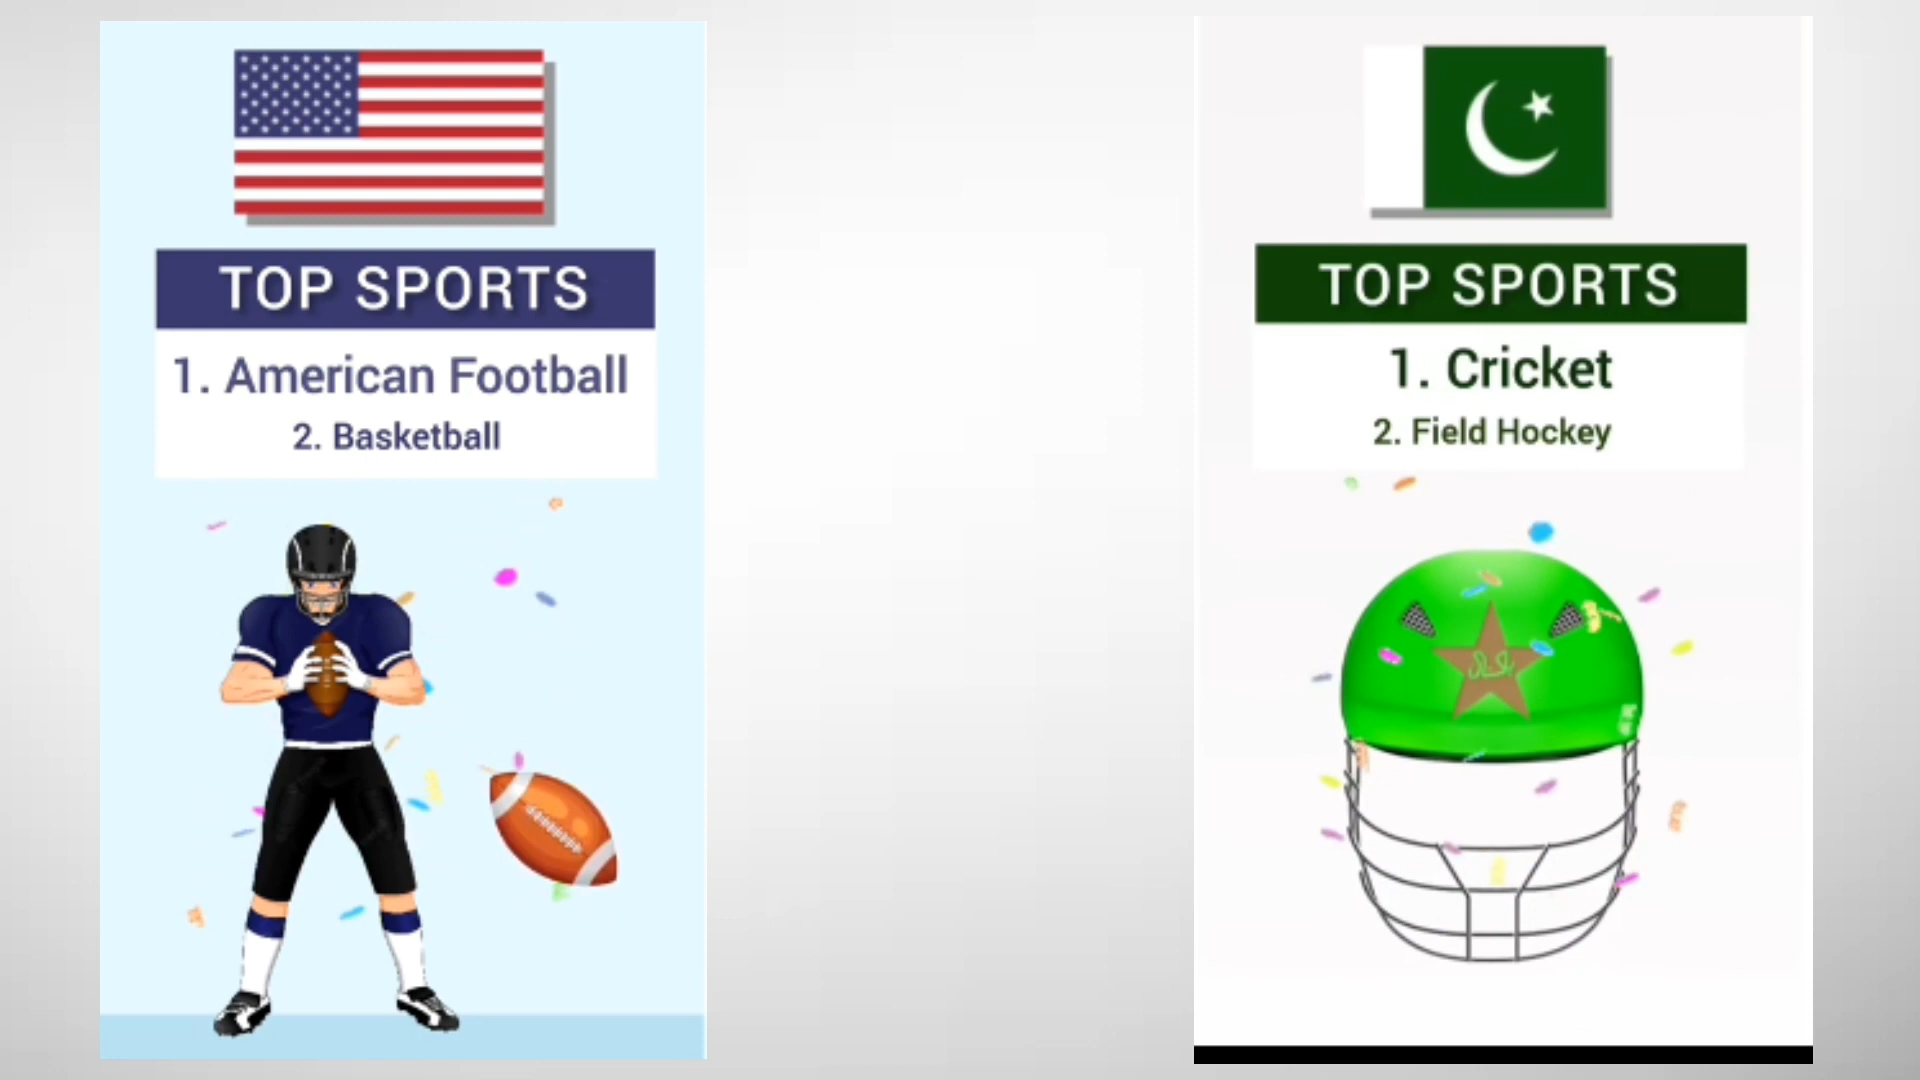 TOP SPORTS
1. American Football
2. Basketball
TOP SPORTS
1. Cricket
2. Field Hockey